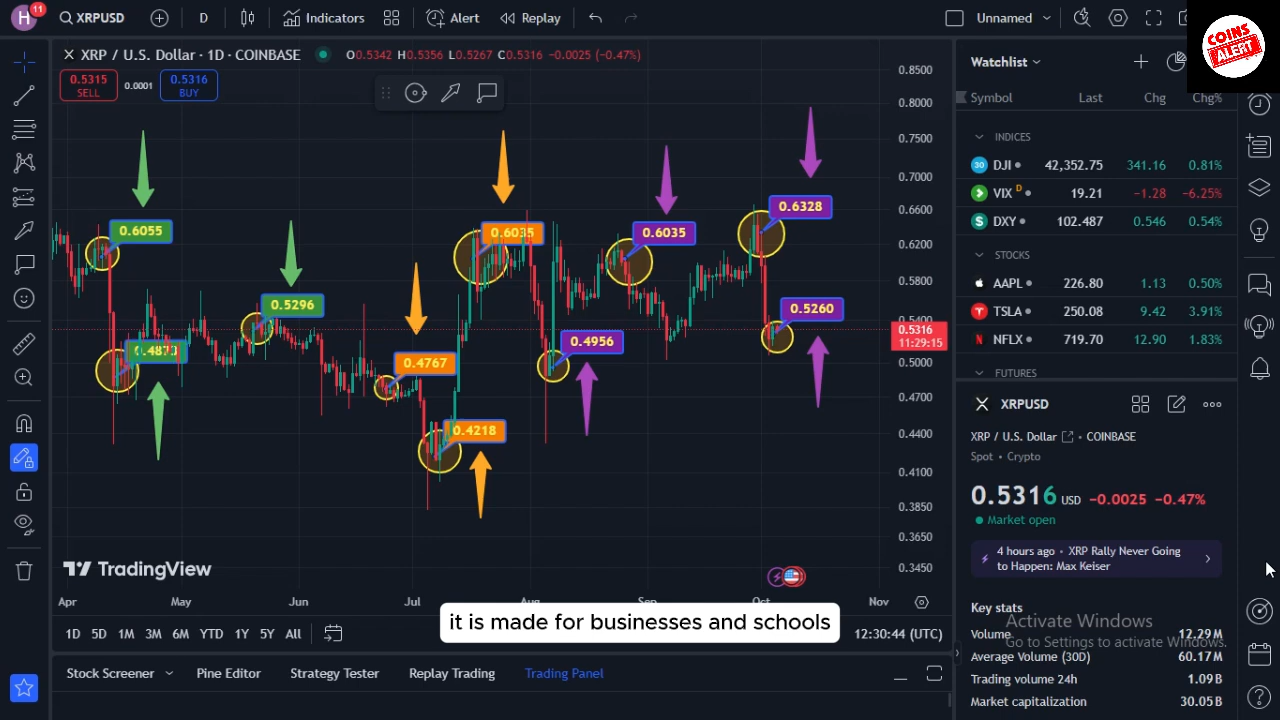 H 11 XRPUSD D Indicators Alert Replay Unnamed
COINS ALERT
XRP / U.S. Dollar · 1D · COINBASE O0.5342 H0.5356 L0.5267 C0.5316 −0.0025 (−0.47%)
0.5315 SELL 0.0001 0.5316 BUY
0.8500
0.8000
0.7500
0.7000
0.6600
0.6200
0.5800
0.5400
0.5316
11:29:15
0.5000
0.4700
0.4400
0.4100
0.3850
0.3650
0.3450
0.6055
0.4873
0.5296
0.4767
0.4218
0.6035
0.4956
0.6035
0.6328
0.5260
TradingView
Apr May Jun Jul Aug Sep Oct Nov
it is made for businesses and schools
1D 5D 1M 3M 6M YTD 1Y 5Y All 12:30:44 (UTC)
Stock Screener Pine Editor Strategy Tester Replay Trading Trading Panel
Watchlist
Symbol Last Chg Chg%
INDICES
30 DJI 42,352.75 341.16 0.81%
VIX D 19.21 −1.28 −6.25%
$ DXY 102.487 0.546 0.54%
STOCKS
AAPL 226.80 1.13 0.50%
TSLA 250.08 9.42 3.91%
NFLX 719.70 12.90 1.83%
FUTURES
XRPUSD
XRP / U.S. Dollar • COINBASE
Spot • Crypto
0.5316 USD −0.0025 −0.47%
Market open
4 hours ago • XRP Rally Never Going
to Happen: Max Keiser
Key stats
Activate Windows
Volume 12.29M
Go to Settings to activate Windows.
Average Volume (30D) 60.17M
Trading volume 24h 1.09B
Market capitalization 30.05B